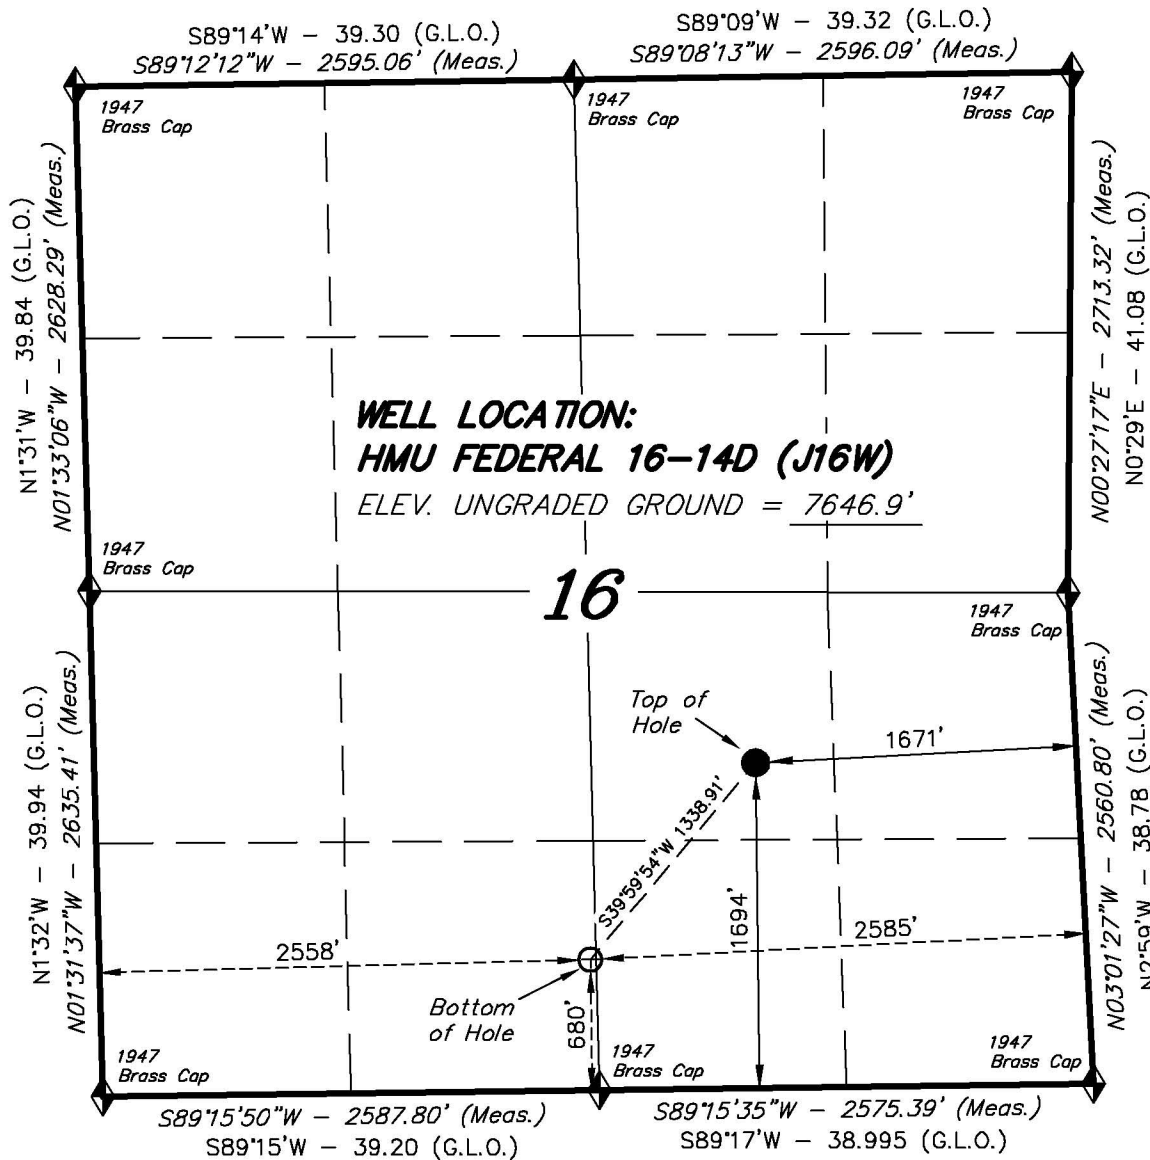 S89°14'W – 39.30 (G.L.O.)
S89°12'12"W – 2595.06' (Meas.)
S89°09'W – 39.32 (G.L.O.)
S89°08'13"W – 2596.09' (Meas.)
1947
Brass Cap
1947
Brass Cap
1947
Brass Cap
N1°31'W – 39.84 (G.L.O.)
N01°33'06"W – 2628.29' (Meas.)
N00°27'17"E – 2713.32' (Meas.)
N0°29'E – 41.08 (G.L.O.)
WELL LOCATION:
HMU FEDERAL 16–14D (J16W)
ELEV. UNGRADED GROUND = 7646.9'
1947
Brass Cap
16
1947
Brass Cap
N1°32'W – 39.94 (G.L.O.)
N01°31'37"W – 2635.41' (Meas.)
Top of
Hole
1671'
S39°59'54"W 1338.91'
1694'
N03°01'27"W – 2560.80' (Meas.)
N2°59'W – 38.78 (G.L.O.)
2558'
2585'
Bottom
of Hole
680'
1947
Brass Cap
1947
Brass Cap
1947
Brass Cap
S89°15'50"W – 2587.80' (Meas.)
S89°15'W – 39.20 (G.L.O.)
S89°15'35"W – 2575.39' (Meas.)
S89°17'W – 38.995 (G.L.O.)